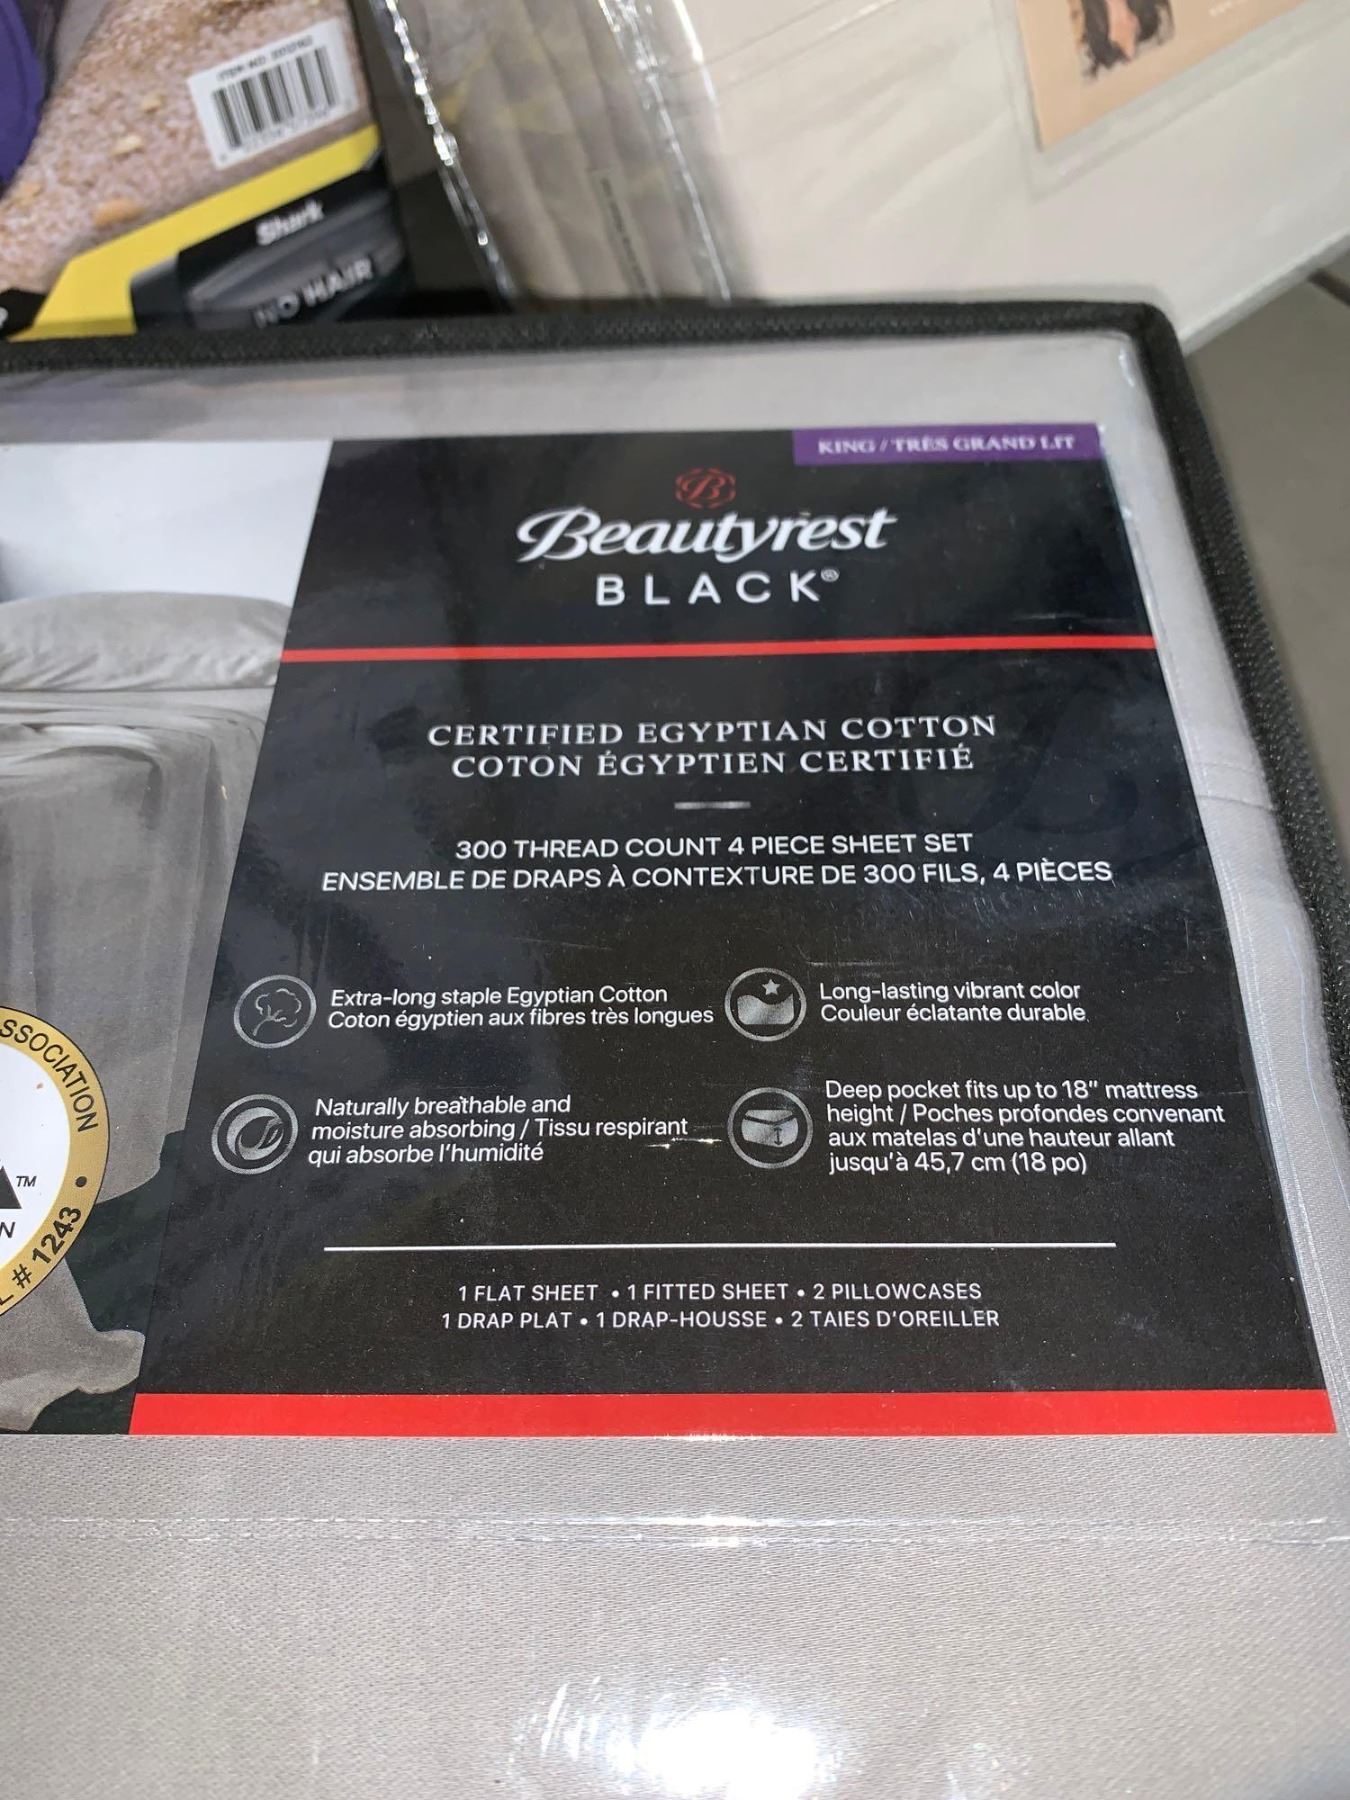 ITEM NO.
Shark
NO HAIR
KING / TRÈS GRAND LIT
B
Beautyrest
BLACK®
CERTIFIED EGYPTIAN COTTON
COTON ÉGYPTIEN CERTIFIÉ
300 THREAD COUNT 4 PIECE SHEET SET
ENSEMBLE DE DRAPS À CONTEXTURE DE 300 FILS, 4 PIÈCES
Extra-long staple Egyptian Cotton
Coton égyptien aux fibres très longues
Long-lasting vibrant color
Couleur éclatante durable
Naturally breathable and
moisture absorbing / Tissu respirant
qui absorbe l'humidité
Deep pocket fits up to 18" mattress
height / Poches profondes convenant
aux matelas d'une hauteur allant
jusqu'à 45,7 cm (18 po)
SSOCIATION
TM
N
L # 1243 •
1 FLAT SHEET • 1 FITTED SHEET • 2 PILLOWCASES
1 DRAP PLAT • 1 DRAP-HOUSSE • 2 TAIES D'OREILLER